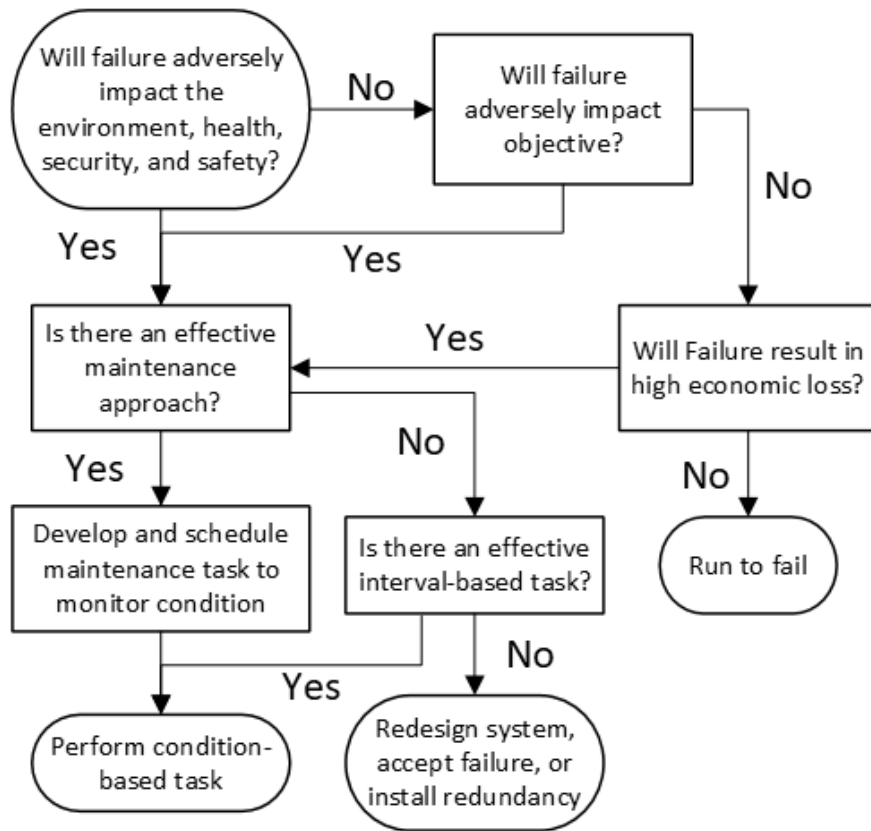 Will failure adversely
impact the
environment, health,
security, and safety?
No
Will failure
adversely impact
objective?
No
Yes
Yes
Is there an effective
maintenance
approach?
Yes
Will Failure result in
high economic loss?
Yes
No
No
Develop and schedule
maintenance task to
monitor condition
Is there an effective
interval-based task?
Run to fail
Yes
No
Perform condition-
based task
Redesign system,
accept failure, or
install redundancy